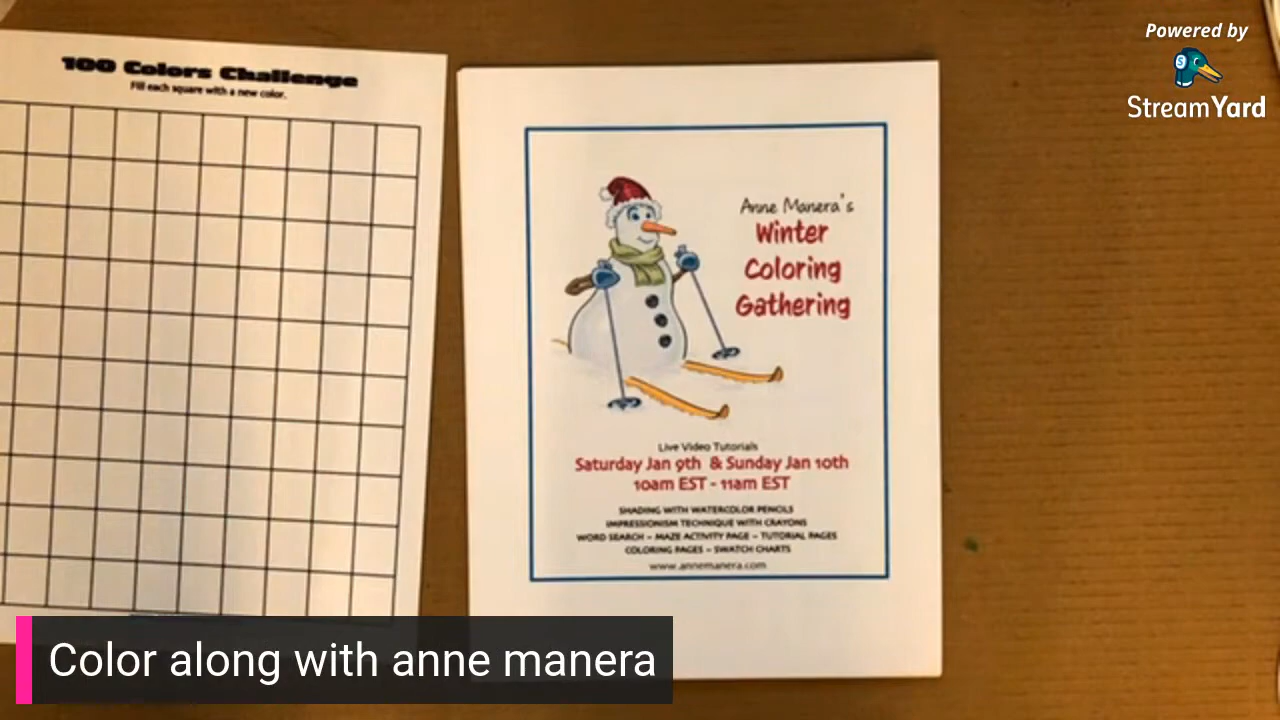 100 Colors Challenge
Fill each square with a new color.
Powered by
StreamYard
Anne Manera's
Winter
Coloring
Gathering
Live Video Tutorials
Saturday Jan 9th & Sunday Jan 10th
10am EST - 11am EST
SHADING WITH WATERCOLOR PENCILS
IMPRESSIONISM TECHNIQUE WITH CRAYONS
WORD SEARCH ~ MAZE ACTIVITY PAGE ~ TUTORIAL PAGES
COLORING PAGES ~ SWATCH CHARTS
www.annemanera.com
Color along with anne manera